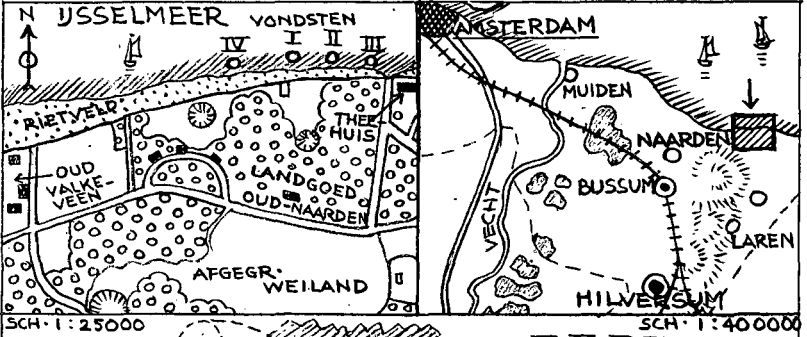 N IJSSELMEER VONDSTEN
IV I II III
RIETVELD
THEE-
HUIS
OUD
VALKE-
VEEN
LANDGOED
OUD-NAARDEN
AFGEGR.
WEILAND
SCH. 1:25000
AMSTERDAM
MUIDEN
NAARDEN
BUSSUM
VECHT
LAREN
HILVERSUM
SCH. 1:400000